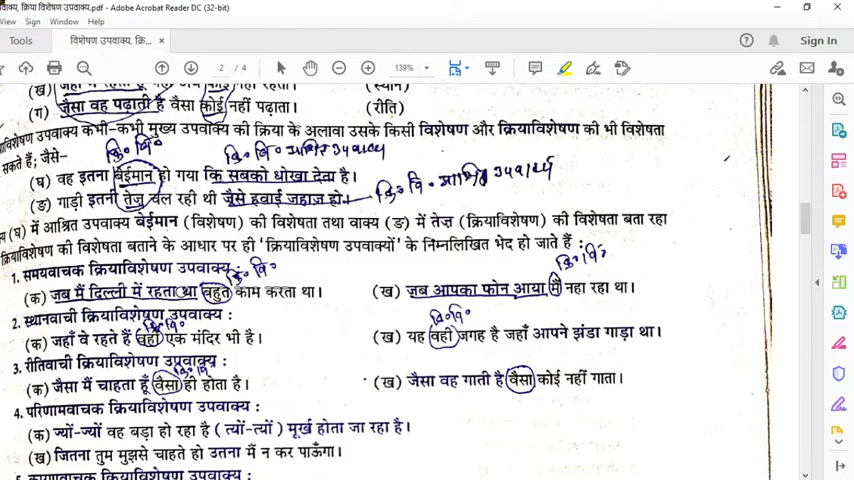 वाक्य, क्रिया विशेषण उपवाक्य.pdf - Adobe Acrobat Reader DC (32-bit)
View Sign Window Help
Tools विशेषण उपवाक्य, क्रि... × Sign In
2 / 4 139%
(स्थान)
(ग) जैसा वह पढ़ाती है वैसा कोई नहीं पढ़ाता। (रीति)
विशेषण उपवाक्य कभी-कभी मुख्य उपवाक्य की क्रिया के अलावा उसके किसी विशेषण और क्रियाविशेषण की भी विशेषता
क्रि॰ वि॰ क्रि॰ वि॰ आश्रित उपवाक्य
सकते हैं; जैसे–
(घ) वह इतना बेईमान हो गया कि सबको धोखा देता है।
(ङ) गाड़ी इतनी तेज़ चल रही थी जैसे हवाई जहाज़ हो। क्रि॰ वि॰ आश्रित उपवाक्य
(घ) में आश्रित उपवाक्य बेईमान (विशेषण) की विशेषता तथा वाक्य (ङ) में तेज़ (क्रियाविशेषण) की विशेषता बता रहा
क्रियाविशेषण की विशेषता बताने के आधार पर ही ‘क्रियाविशेषण उपवाक्यों’ के निम्नलिखित भेद हो जाते हैं :
1. समयवाचक क्रियाविशेषण उपवाक्य : क्रि॰ वि॰ क्रि॰ वि॰
(क) जब मैं दिल्ली में रहता था बहुत काम करता था। (ख) जब आपका फोन आया मैं नहा रहा था।
2. स्थानवाची क्रियाविशेषण उपवाक्य :
क्रि॰ वि॰ क्रि॰ वि॰
(क) जहाँ वे रहते हैं वहाँ एक मंदिर भी है। (ख) यह वही जगह है जहाँ आपने झंडा गाड़ा था।
3. रीतिवाची क्रियाविशेषण उपवाक्य :
क्रि॰ वि॰
(क) जैसा मैं चाहता हूँ वैसा ही होता है। (ख) जैसा वह गाती है वैसा कोई नहीं गाता।
4. परिणामवाचक क्रियाविशेषण उपवाक्य :
(क) ज्यों-ज्यों वह बड़ा हो रहा है (त्यों-त्यों) मूर्ख होता जा रहा है।
(ख) जितना तुम मुझसे चाहते हो उतना मैं न कर पाऊँगा।